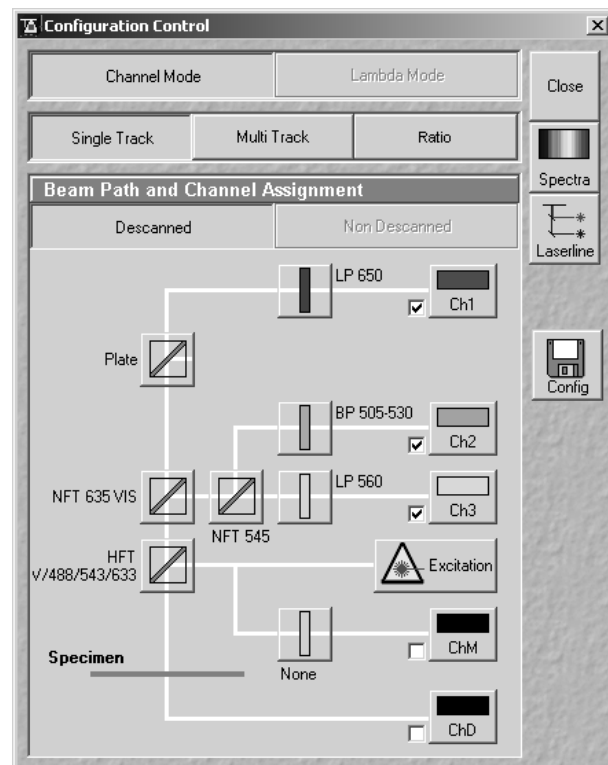 Configuration Control
Channel Mode
Lambda Mode
Close
Single Track
Multi Track
Ratio
Spectra
Beam Path and Channel Assignment
Descanned
Non Descanned
Laserline
LP 650
Ch1
Plate
Config
BP 505-530
Ch2
LP 560
NFT 635 VIS
Ch3
NFT 545
HFT
V/488/543/633
Excitation
Specimen
None
ChM
ChD